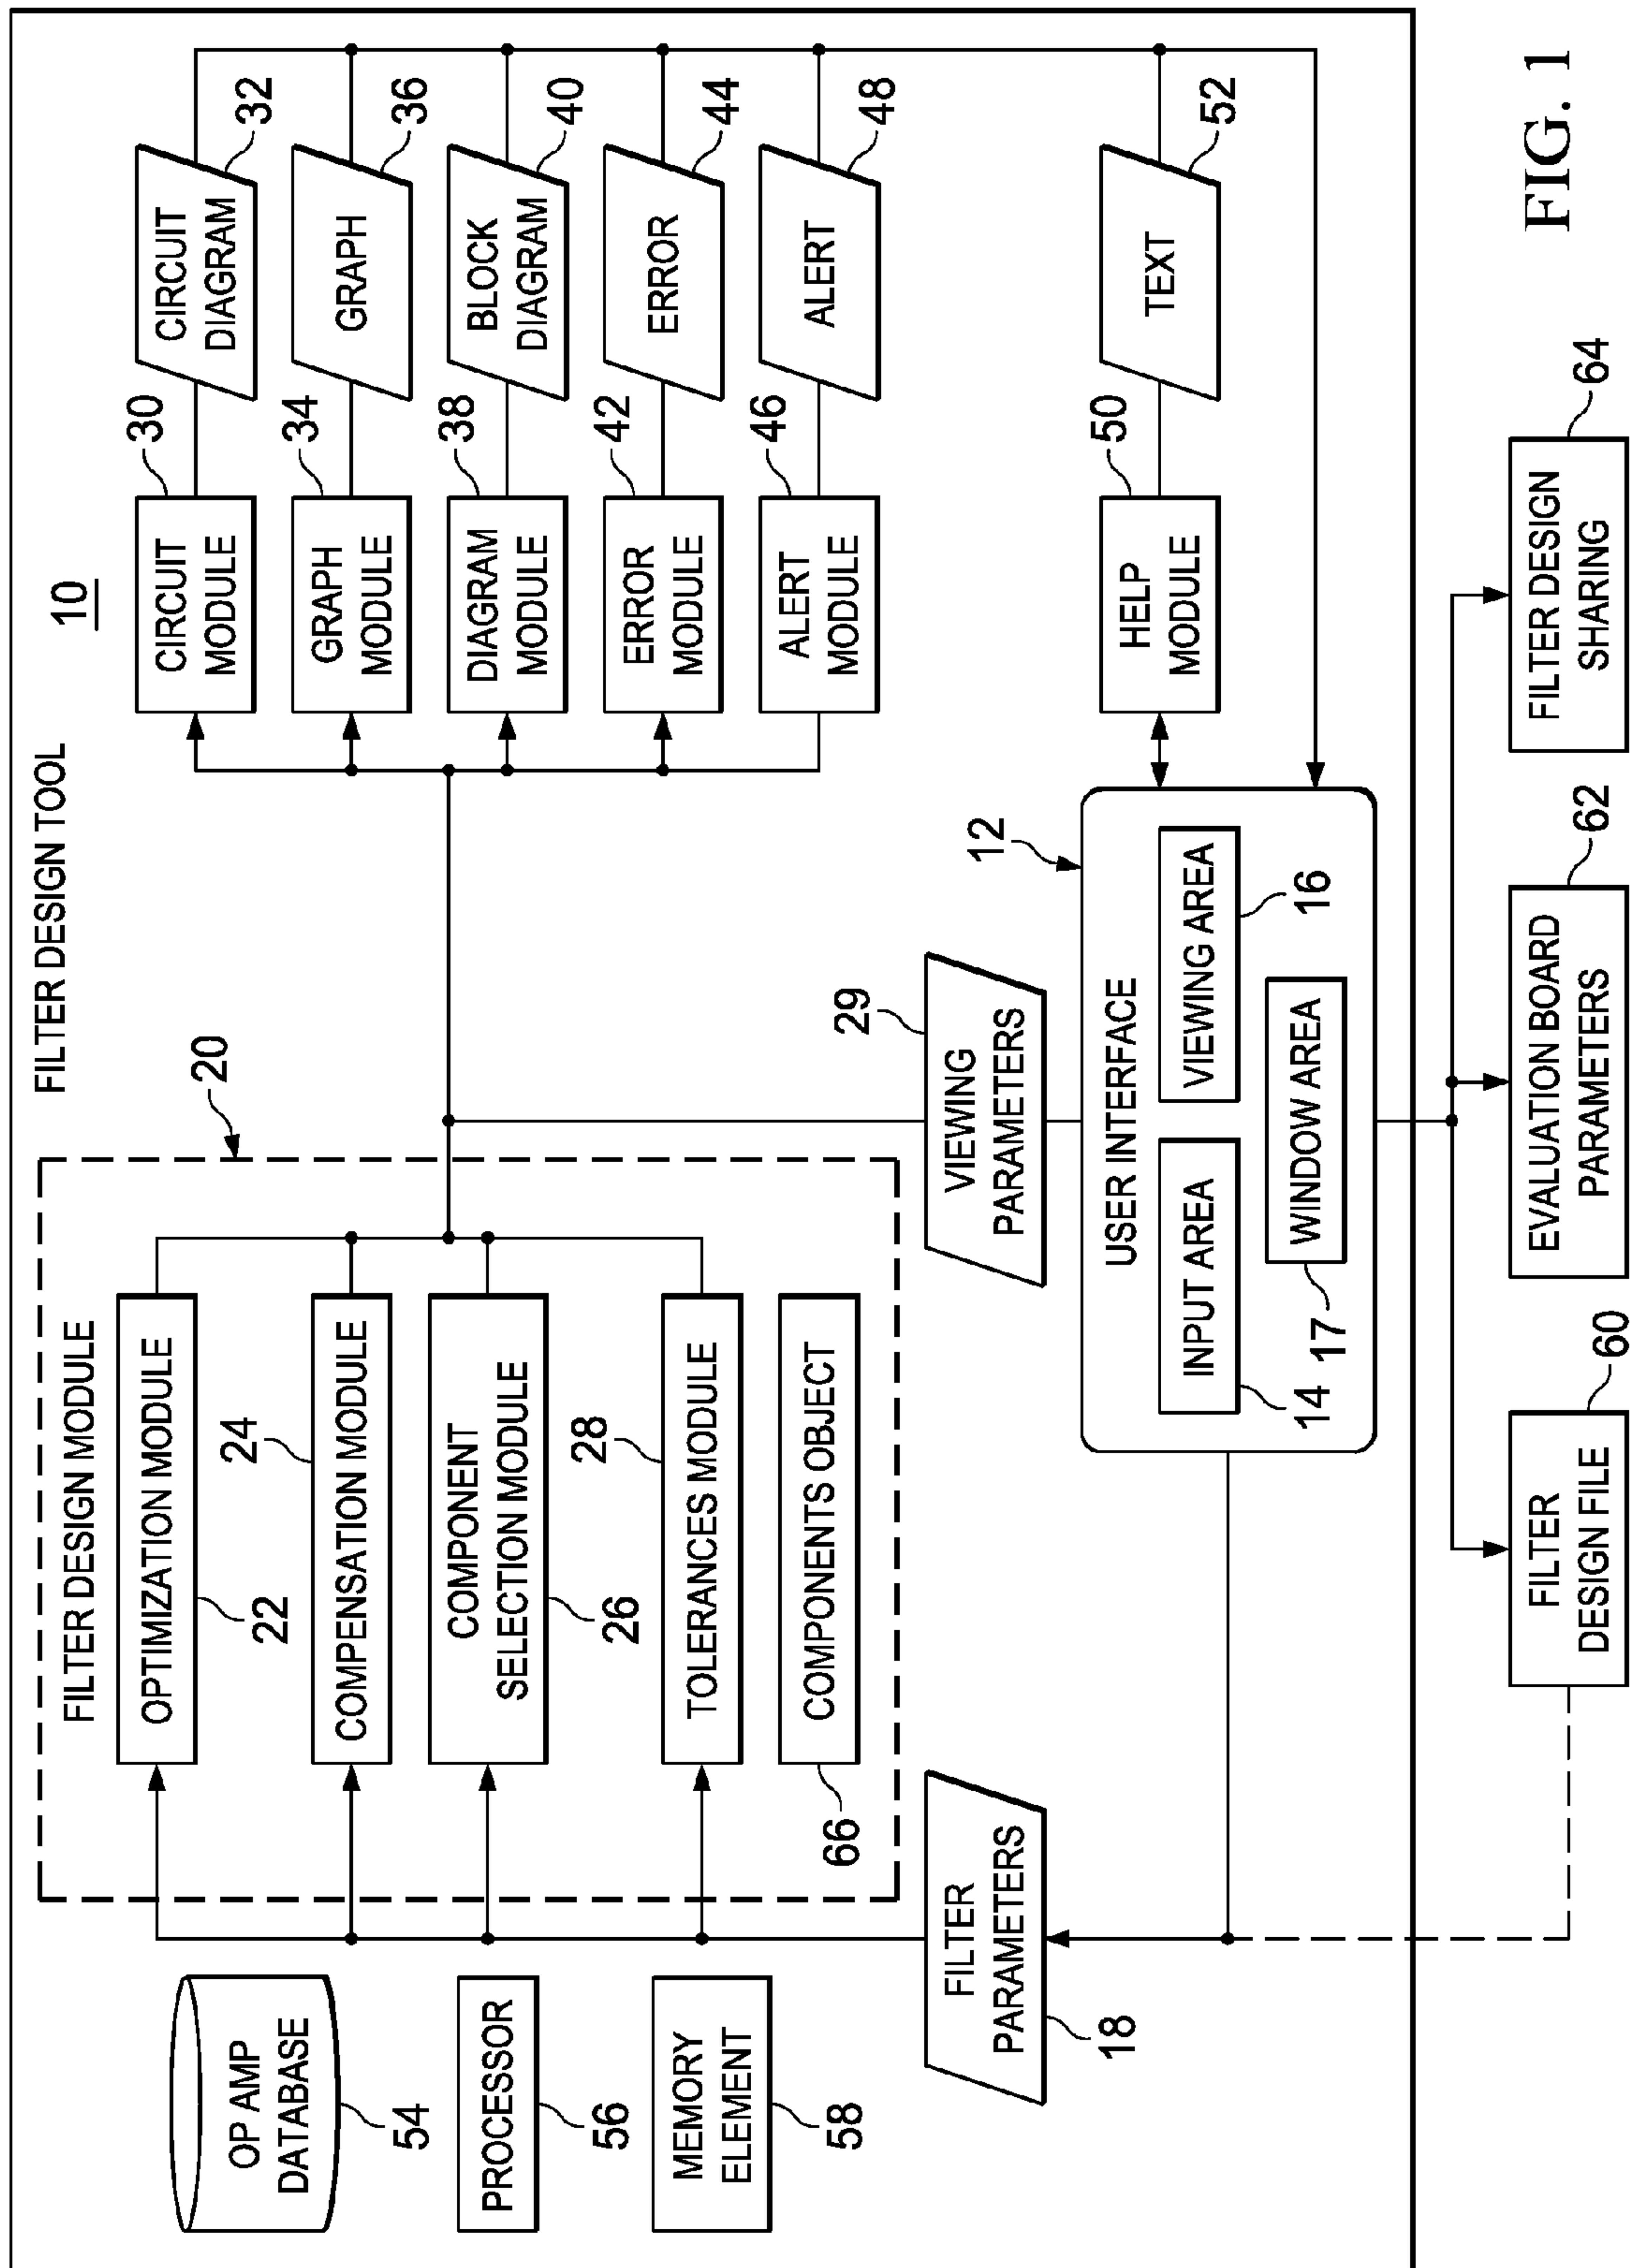 FILTER DESIGN TOOL
10
OP AMP
DATABASE
54
PROCESSOR
56
MEMORY
ELEMENT
58
FILTER DESIGN MODULE
20
OPTIMIZATION MODULE
22
24
COMPENSATION MODULE
COMPONENT
SELECTION MODULE
26
28
TOLERANCES MODULE
COMPONENTS OBJECT
66
CIRCUIT
MODULE
30
CIRCUIT
DIAGRAM
32
GRAPH
MODULE
34
GRAPH
36
DIAGRAM
MODULE
38
BLOCK
DIAGRAM
40
ERROR
MODULE
42
ERROR
44
ALERT
MODULE
46
ALERT
48
HELP
MODULE
50
TEXT
52
FILTER
PARAMETERS
18
VIEWING
PARAMETERS
29
12
USER INTERFACE
INPUT AREA
14
VIEWING AREA
16
WINDOW AREA
17
FILTER
DESIGN FILE
60
EVALUATION BOARD
PARAMETERS
62
FILTER DESIGN
SHARING
64
FIG. 1